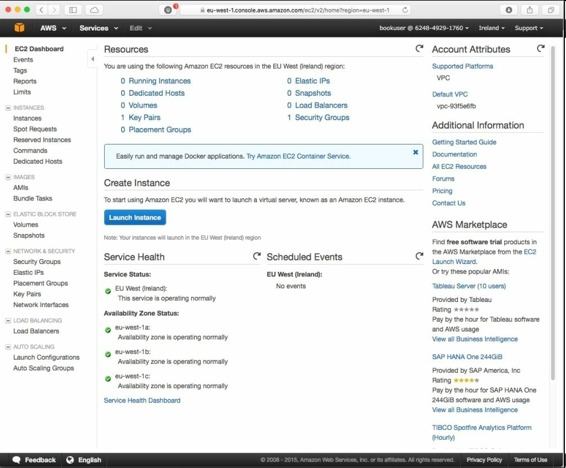 eu-west-1.console.aws.amazon.com/ec2/v2/home?region=eu-west-1
AWS Services Edit bookuser @ 6248-4929-1760 Ireland Support
EC2 Dashboard
Events
Tags
Reports
Limits
INSTANCES
Instances
Spot Requests
Reserved Instances
Commands
Dedicated Hosts
IMAGES
AMIs
Bundle Tasks
ELASTIC BLOCK STORE
Volumes
Snapshots
NETWORK & SECURITY
Security Groups
Elastic IPs
Placement Groups
Key Pairs
Network Interfaces
LOAD BALANCING
Load Balancers
AUTO SCALING
Launch Configurations
Auto Scaling Groups
Resources
You are using the following Amazon EC2 resources in the EU West (Ireland) region:
0 Running Instances 0 Elastic IPs
0 Dedicated Hosts 0 Snapshots
0 Volumes 0 Load Balancers
1 Key Pairs 1 Security Groups
0 Placement Groups
Easily run and manage Docker applications. Try Amazon EC2 Container Service.
Create Instance
To start using Amazon EC2 you will want to launch a virtual server, known as an Amazon EC2 instance.
Launch Instance
Note: Your instances will launch in the EU West (Ireland) region
Service Health
Service Status:
EU West (Ireland):
This service is operating normally
Availability Zone Status:
eu-west-1a:
Availability zone is operating normally
eu-west-1b:
Availability zone is operating normally
eu-west-1c:
Availability zone is operating normally
Service Health Dashboard
Scheduled Events
EU West (Ireland):
No events
Account Attributes
Supported Platforms
VPC
Default VPC
vpc-93f5e6fb
Additional Information
Getting Started Guide
Documentation
All EC2 Resources
Forums
Pricing
Contact Us
AWS Marketplace
Find free software trial products in
the AWS Marketplace from the EC2
Launch Wizard.
Or try these popular AMIs:
Tableau Server (10 users)
Provided by Tableau
Rating
Pay by the hour for Tableau software
and AWS usage
View all Business Intelligence
SAP HANA One 244GiB
Provided by SAP America, Inc
Rating
Pay by the hour for SAP HANA One
244GiB software and AWS usage
View all Business Intelligence
TIBCO Spotfire Analytics Platform
(Hourly)
Feedback English © 2008 - 2015, Amazon Web Services, Inc. or its affiliates. All rights reserved. Privacy Policy Terms of Use